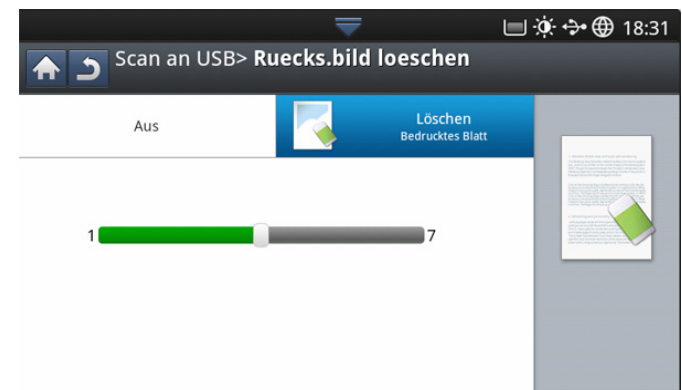 18:31
Scan an USB> Ruecks.bild loeschen
Aus
Löschen
Bedrucktes Blatt
1
7